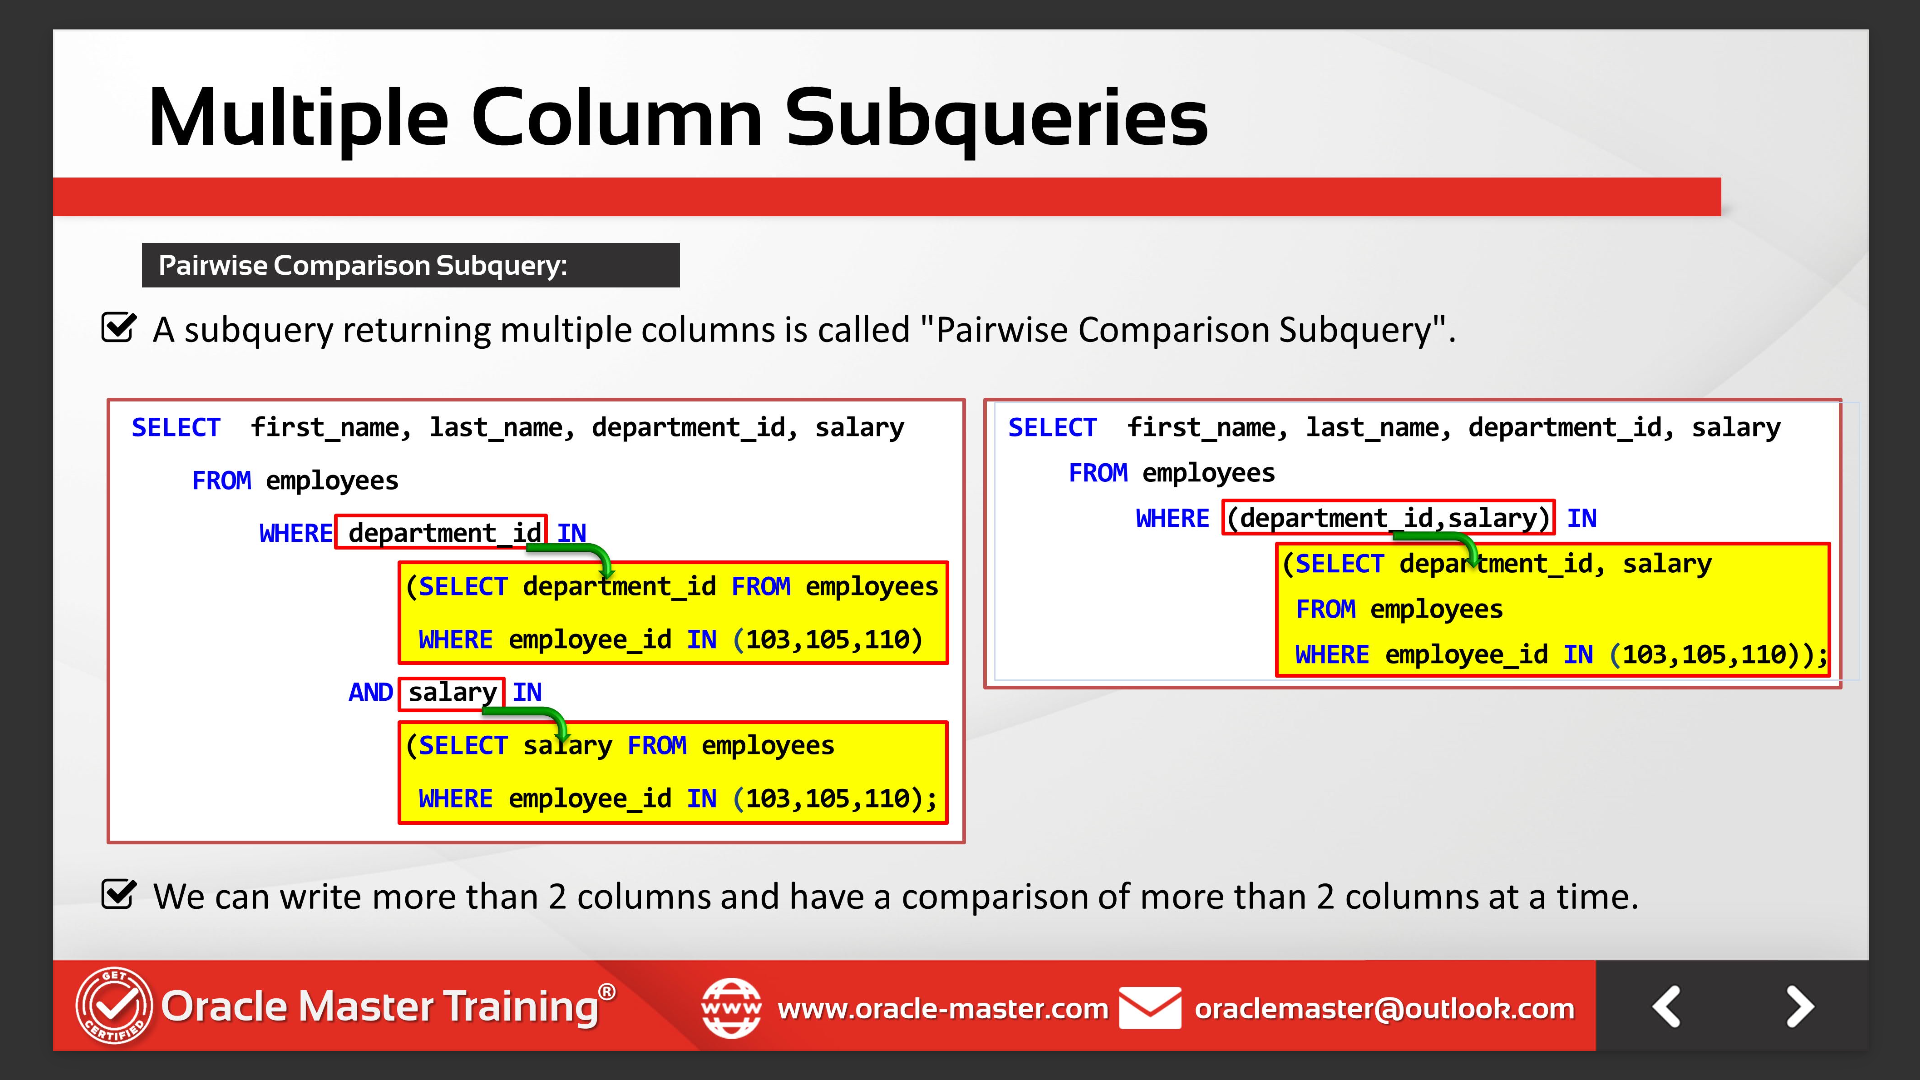 Multiple Column Subqueries
Pairwise Comparison Subquery:
A subquery returning multiple columns is called "Pairwise Comparison Subquery".
SELECT first_name, last_name, department_id, salary
FROM employees
WHERE department_id IN
(SELECT department_id FROM employees
WHERE employee_id IN (103,105,110)
AND salary IN
(SELECT salary FROM employees
WHERE employee_id IN (103,105,110);
SELECT first_name, last_name, department_id, salary
FROM employees
WHERE (department_id,salary) IN
(SELECT department_id, salary
FROM employees
WHERE employee_id IN (103,105,110));
We can write more than 2 columns and have a comparison of more than 2 columns at a time.
GET
CERTIFIED
Oracle Master Training®
www
www.oracle-master.com
oraclemaster@outlook.com